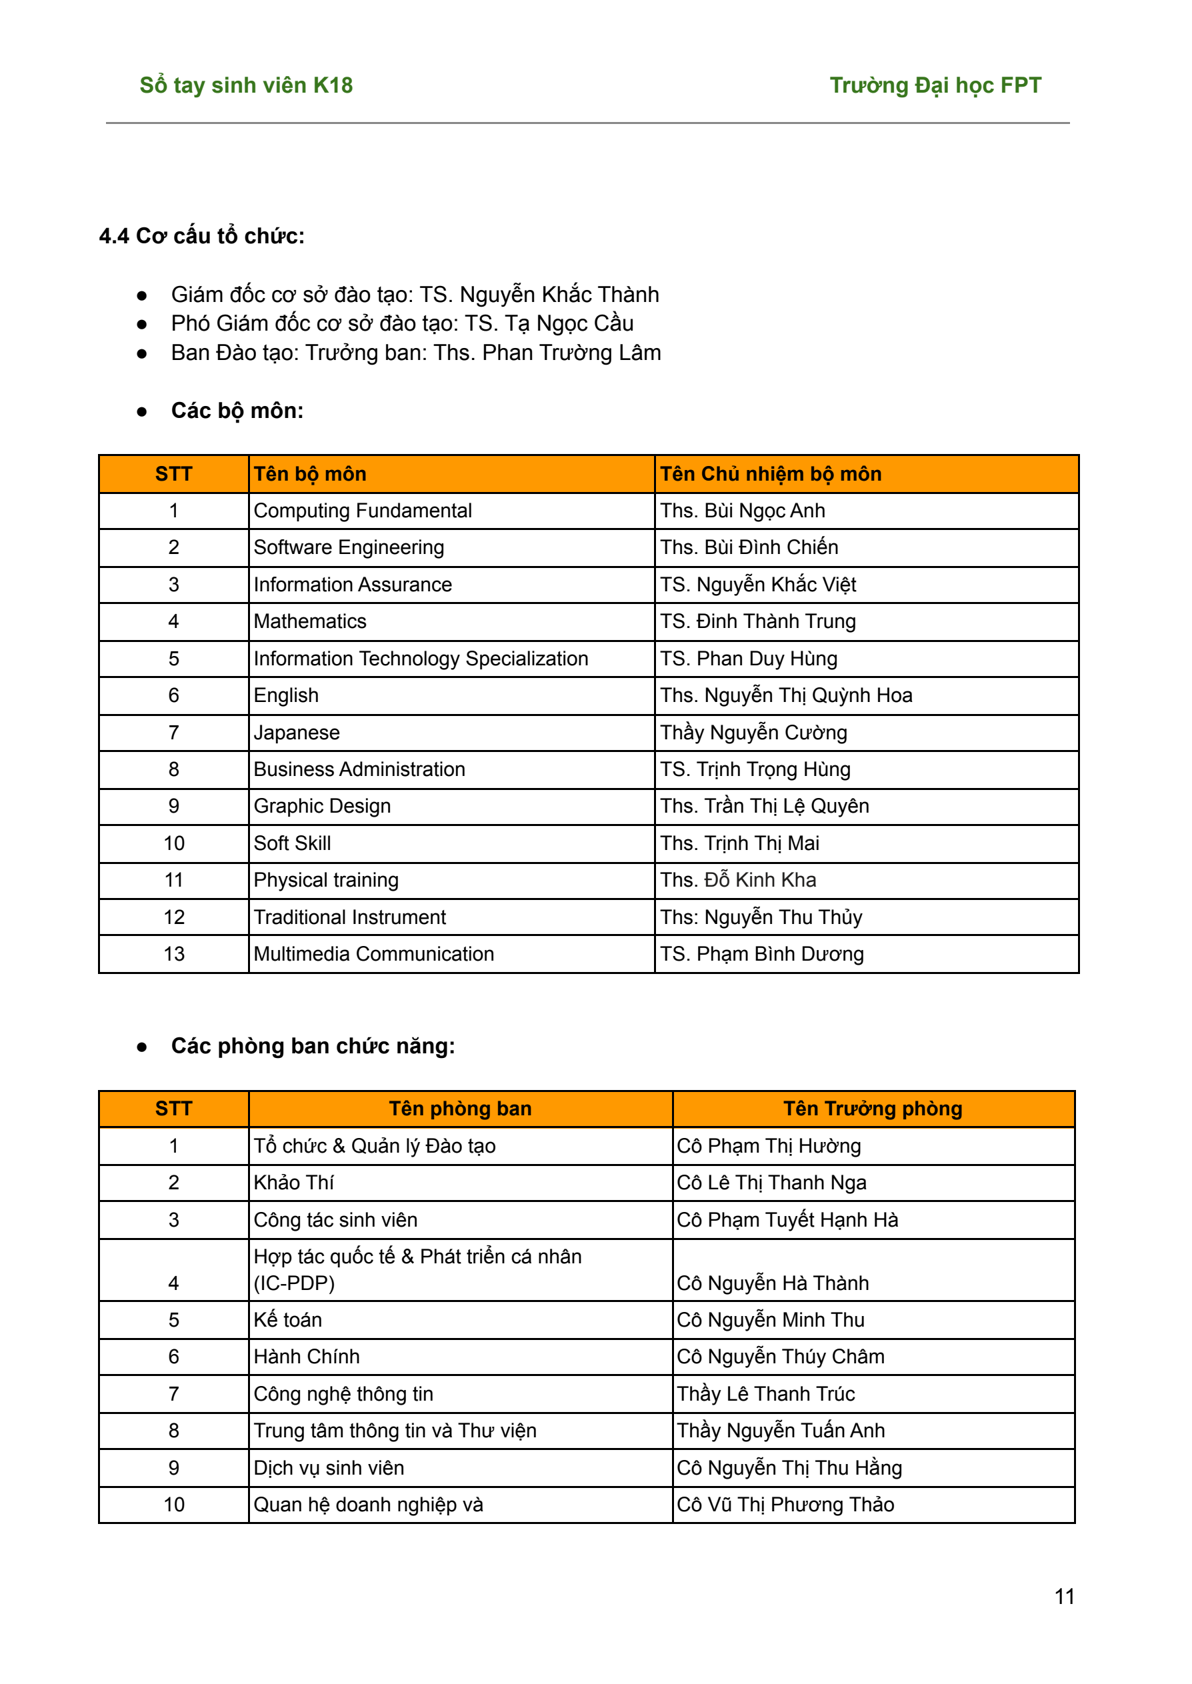 Sổ tay sinh viên K18 Trường Đại học FPT
4.4 Cơ cấu tổ chức:
● Giám đốc cơ sở đào tạo: TS. Nguyễn Khắc Thành
● Phó Giám đốc cơ sở đào tạo: TS. Tạ Ngọc Cầu
● Ban Đào tạo: Trưởng ban: Ths. Phan Trường Lâm
● Các bộ môn:
STT Tên bộ môn Tên Chủ nhiệm bộ môn
1 Computing Fundamental Ths. Bùi Ngọc Anh
2 Software Engineering Ths. Bùi Đình Chiến
3 Information Assurance TS. Nguyễn Khắc Việt
4 Mathematics TS. Đinh Thành Trung
5 Information Technology Specialization TS. Phan Duy Hùng
6 English Ths. Nguyễn Thị Quỳnh Hoa
7 Japanese Thầy Nguyễn Cường
8 Business Administration TS. Trịnh Trọng Hùng
9 Graphic Design Ths. Trần Thị Lệ Quyên
10 Soft Skill Ths. Trịnh Thị Mai
11 Physical training Ths. Đỗ Kinh Kha
12 Traditional Instrument Ths: Nguyễn Thu Thủy
13 Multimedia Communication TS. Phạm Bình Dương
● Các phòng ban chức năng:
STT Tên phòng ban Tên Trưởng phòng
1 Tổ chức & Quản lý Đào tạo Cô Phạm Thị Hường
2 Khảo Thí Cô Lê Thị Thanh Nga
3 Công tác sinh viên Cô Phạm Tuyết Hạnh Hà
Hợp tác quốc tế & Phát triển cá nhân
4 (IC-PDP) Cô Nguyễn Hà Thành
5 Kế toán Cô Nguyễn Minh Thu
6 Hành Chính Cô Nguyễn Thúy Châm
7 Công nghệ thông tin Thầy Lê Thanh Trúc
8 Trung tâm thông tin và Thư viện Thầy Nguyễn Tuấn Anh
9 Dịch vụ sinh viên Cô Nguyễn Thị Thu Hằng
10 Quan hệ doanh nghiệp và Cô Vũ Thị Phương Thảo
11